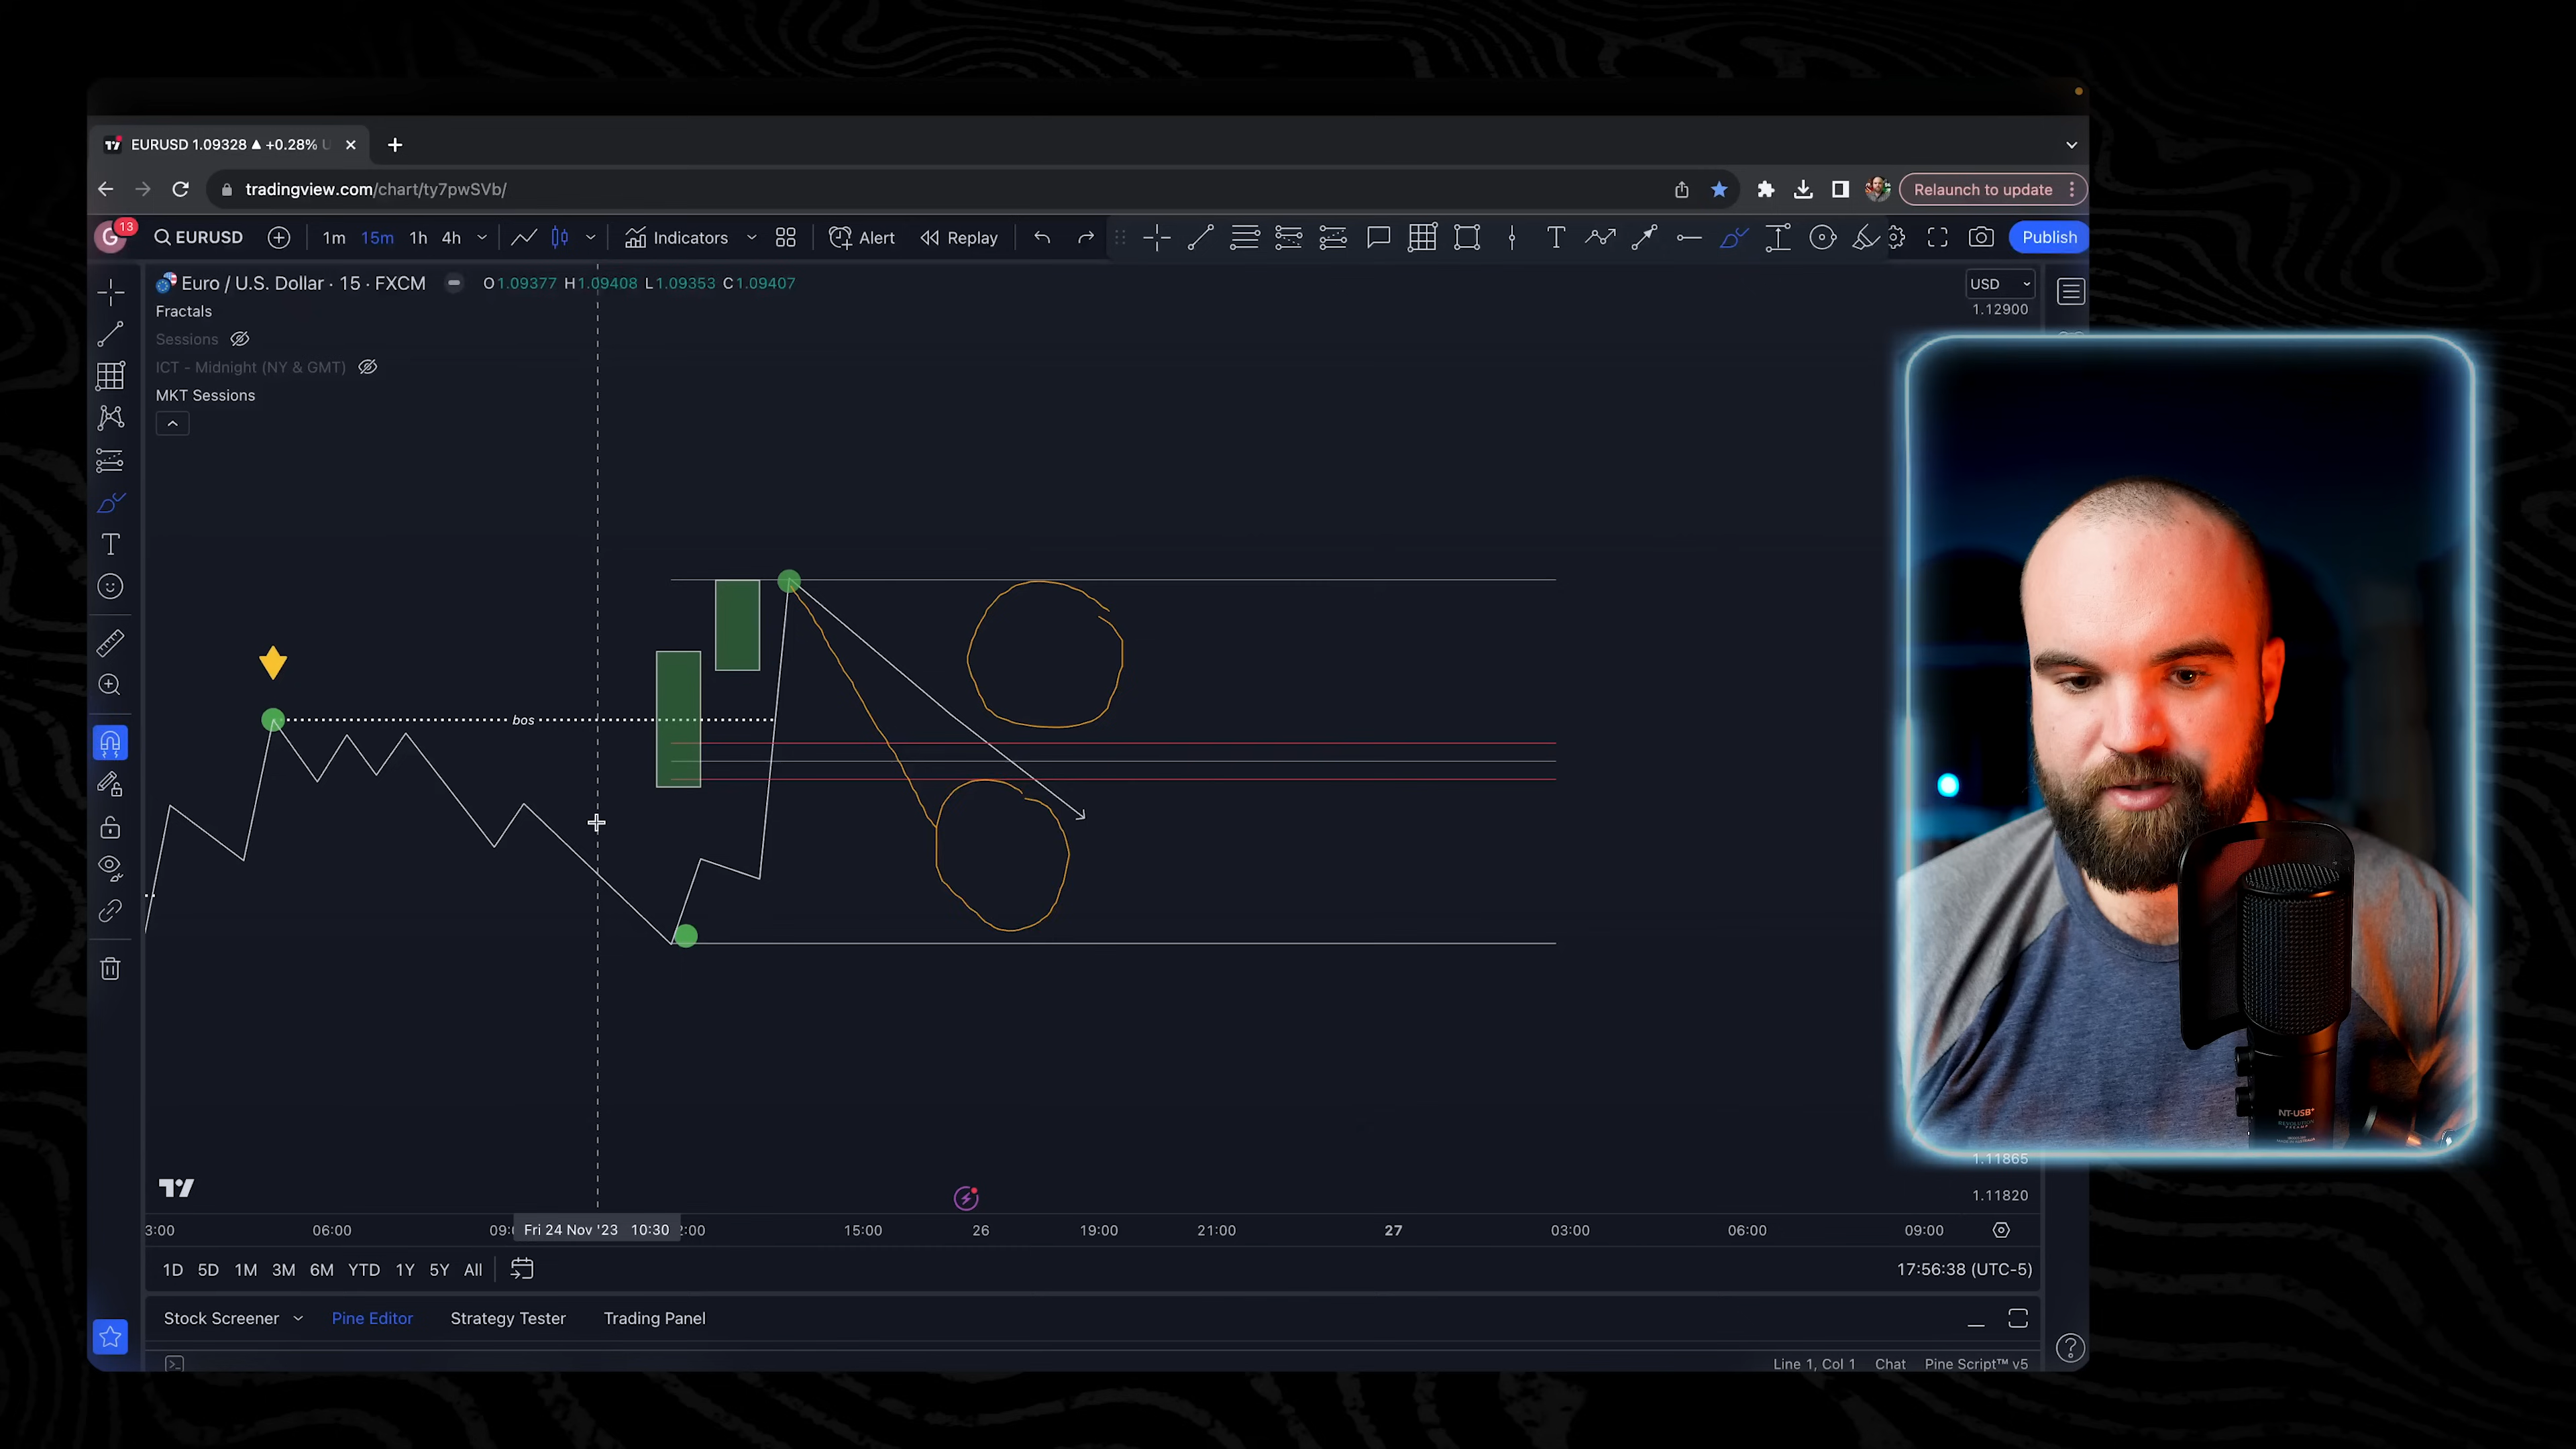 EURUSD 1.09328 ▲ +0.28%
tradingview.com/chart/ty7pwSVb/
Relaunch to update
G 13 EURUSD 1m 15m 1h 4h Indicators Alert Replay Publish
Euro / U.S. Dollar · 15 · FXCM O1.09377 H1.09408 L1.09353 C1.09407
USD
1.12900
Fractals
Sessions
ICT - Midnight (NY & GMT)
MKT Sessions
bos
NT-USB+
1.11865
1.11820
3:00 06:00 Fri 24 Nov '23 10:30 15:00 26 19:00 21:00 27 03:00 06:00 09:00
1D 5D 1M 3M 6M YTD 1Y 5Y All 17:56:38 (UTC-5)
Stock Screener Pine Editor Strategy Tester Trading Panel
Line 1, Col 1 Chat Pine Script™ v5